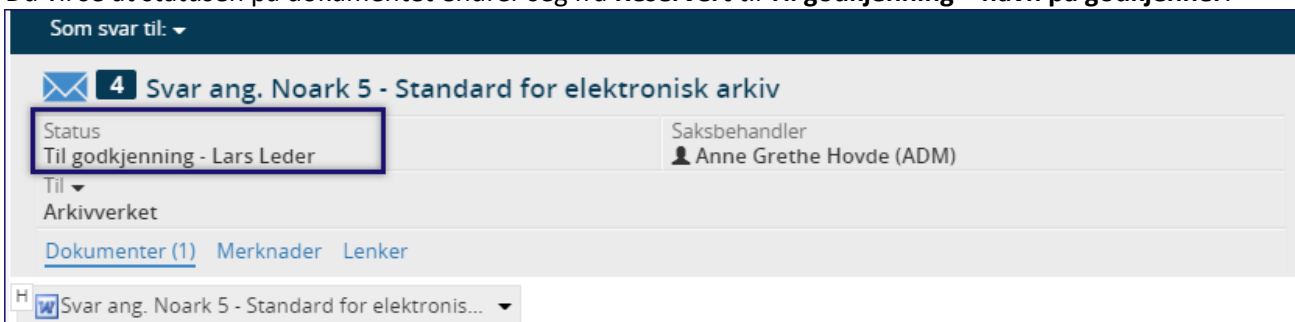 Som svar til:
4 Svar ang. Noark 5 - Standard for elektronisk arkiv
Status
Til godkjenning - Lars Leder
Saksbehandler
Anne Grethe Hovde (ADM)
Til
Arkivverket
Dokumenter (1) Merknader Lenker
H
Svar ang. Noark 5 - Standard for elektronis...